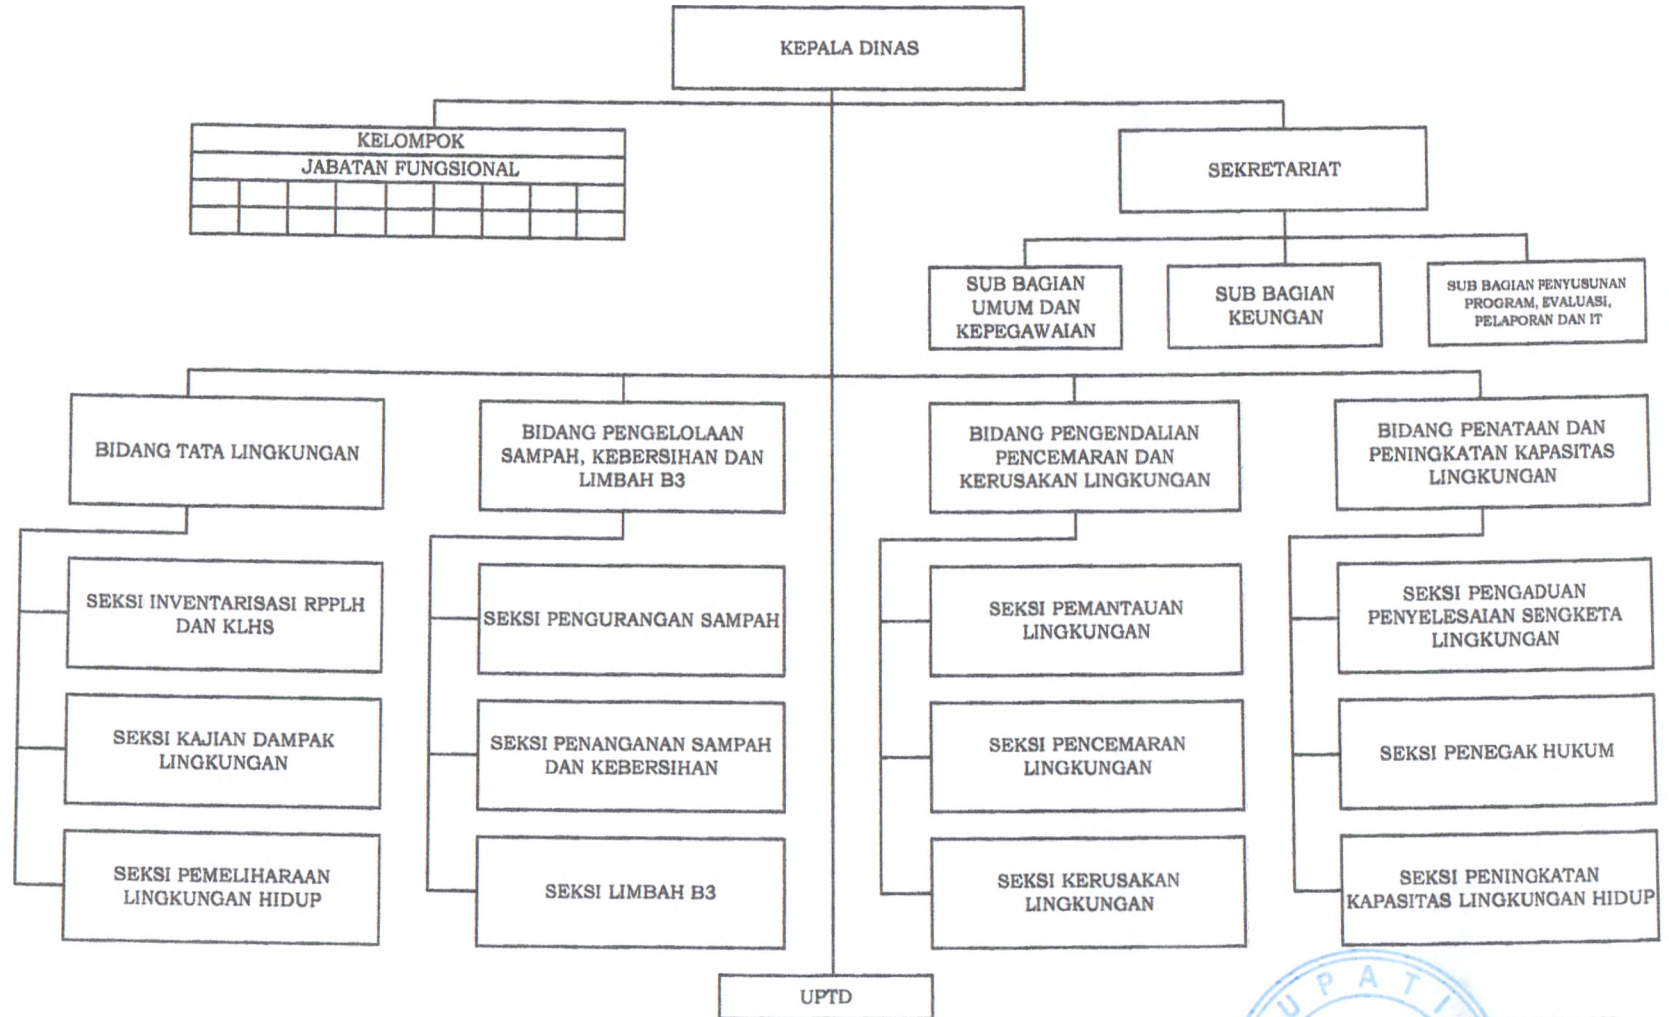 KEPALA DINAS
KELOMPOK
JABATAN FUNGSIONAL
SEKRETARIAT
SUB BAGIAN
UMUM DAN
KEPEGAWAIAN
SUB BAGIAN
KEUNGAN
SUB BAGIAN PENYUSUNAN
PROGRAM, EVALUASI,
PELAPORAN DAN IT
BIDANG TATA LINGKUNGAN
BIDANG PENGELOLAAN
SAMPAH, KEBERSIHAN DAN
LIMBAH B3
BIDANG PENGENDALIAN
PENCEMARAN DAN
KERUSAKAN LINGKUNGAN
BIDANG PENATAAN DAN
PENINGKATAN KAPASITAS
LINGKUNGAN
SEKSI INVENTARISASI RPPLH
DAN KLHS
SEKSI PENGURANGAN SAMPAH
SEKSI PEMANTAUAN
LINGKUNGAN
SEKSI PENGADUAN
PENYELESAIAN SENGKETA
LINGKUNGAN
SEKSI KAJIAN DAMPAK
LINGKUNGAN
SEKSI PENANGANAN SAMPAH
DAN KEBERSIHAN
SEKSI PENCEMARAN
LINGKUNGAN
SEKSI PENEGAK HUKUM
SEKSI PEMELIHARAAN
LINGKUNGAN HIDUP
SEKSI LIMBAH B3
SEKSI KERUSAKAN
LINGKUNGAN
SEKSI PENINGKATAN
KAPASITAS LINGKUNGAN HIDUP
UPTD
UPATI